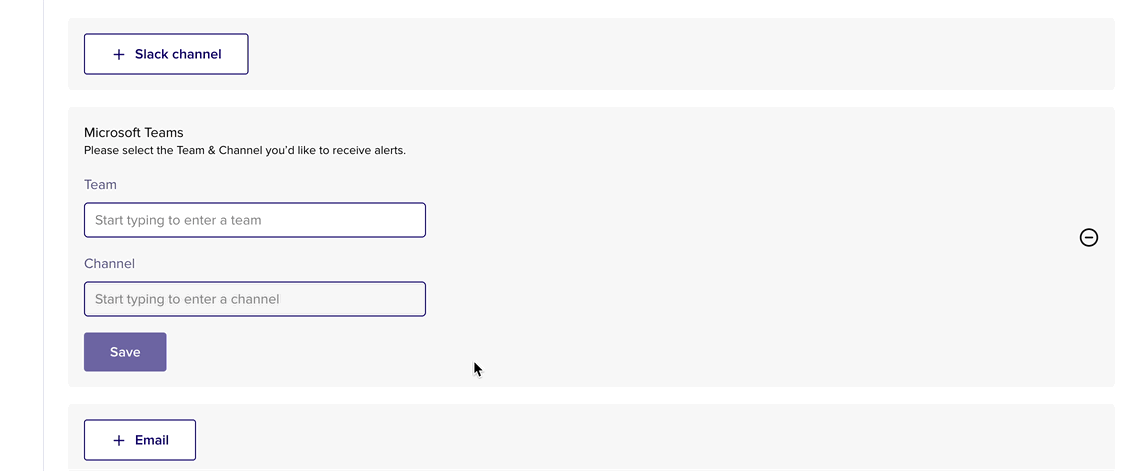 + Slack channel
Microsoft Teams
Please select the Team & Channel you'd like to receive alerts.
Team
Start typing to enter a team
Channel
Start typing to enter a channel
Save
+ Email